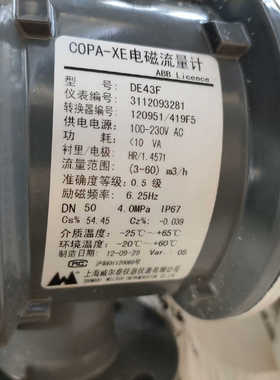 COPA-XE电磁流量计
ABB Licence
型 号: DE43F
仪表编号: 3112093281
转换器编号: 120951/419F5
供电电源: 100-230V AC
功 耗: <10 VA
衬里/电极: HR/1.4571
流量范围: (3-60) m3/h
准确度等级: 0.5 级
励磁频率: 6.25Hz
DN 50 4.0MPa IP67
Cs% 54.45 Cz% -0.039
介质温度: -25℃~+65℃
环境温度: -20℃~+60℃
制造日期: 12-09-29 Ver. 05
上海威尔泰仪器仪表有限公司